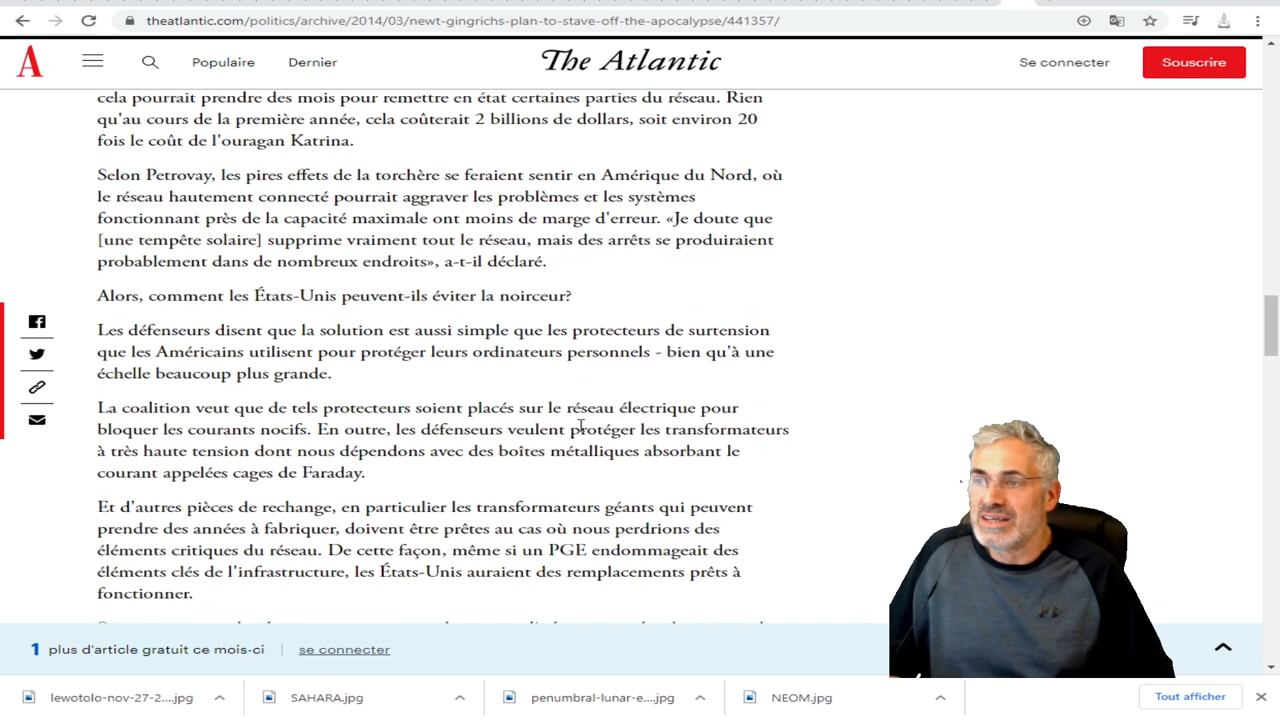 theatlantic.com/politics/archive/2014/03/newt-gingrichs-plan-to-stave-off-the-apocalypse/441357/
A
Populaire
Dernier
The Atlantic
Se connecter
Souscrire
cela pourrait prendre des mois pour remettre en état certaines parties du réseau. Rien
qu'au cours de la première année, cela coûterait 2 billions de dollars, soit environ 20
fois le coût de l'ouragan Katrina.
Selon Petrovay, les pires effets de la torchère se feraient sentir en Amérique du Nord, où
le réseau hautement connecté pourrait aggraver les problèmes et les systèmes
fonctionnant près de la capacité maximale ont moins de marge d'erreur. «Je doute que
[une tempête solaire] supprime vraiment tout le réseau, mais des arrêts se produiraient
probablement dans de nombreux endroits», a-t-il déclaré.
Alors, comment les États-Unis peuvent-ils éviter la noirceur?
Les défenseurs disent que la solution est aussi simple que les protecteurs de surtension
que les Américains utilisent pour protéger leurs ordinateurs personnels - bien qu'à une
échelle beaucoup plus grande.
La coalition veut que de tels protecteurs soient placés sur le réseau électrique pour
bloquer les courants nocifs. En outre, les défenseurs veulent protéger les transformateurs
à très haute tension dont nous dépendons avec des boîtes métalliques absorbant le
courant appelées cages de Faraday.
Et d'autres pièces de rechange, en particulier les transformateurs géants qui peuvent
prendre des années à fabriquer, doivent être prêtes au cas où nous perdrions des
éléments critiques du réseau. De cette façon, même si un PGE endommageait des
éléments clés de l'infrastructure, les États-Unis auraient des remplacements prêts à
fonctionner.
1 plus d'article gratuit ce mois-ci
se connecter
lewotolo-nov-27-2....jpg
SAHARA.jpg
penumbral-lunar-e....jpg
NEOM.jpg
Tout afficher